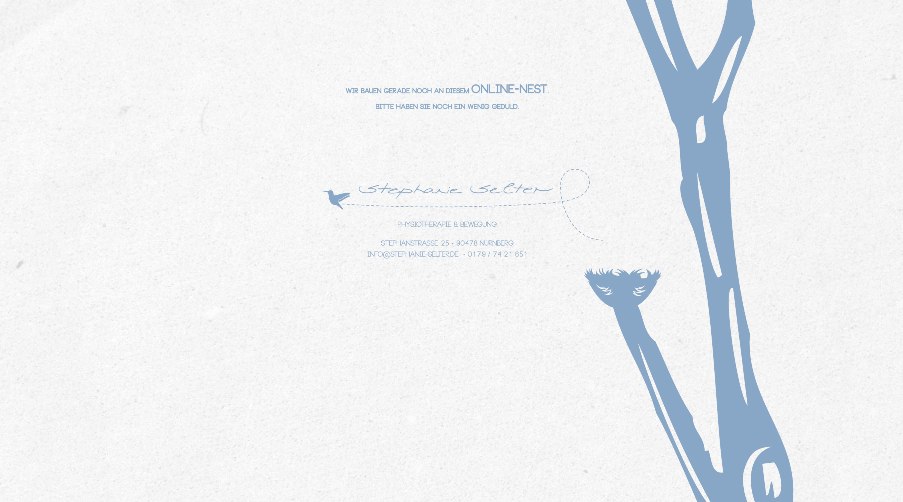 WIR BAUEN GERADE NOCH AN DIESEM ONLINE-NEST.
BITTE HABEN SIE NOCH EIN WENIG GEDULD.
Stephanie Selter
PHYSIOTHERAPIE & BEWEGUNG
STEPHANSTRASSE 25 - 90478 NÜRNBERG
INFO@STEPHANIE-SELTER.DE - 0179 / 74 21 651